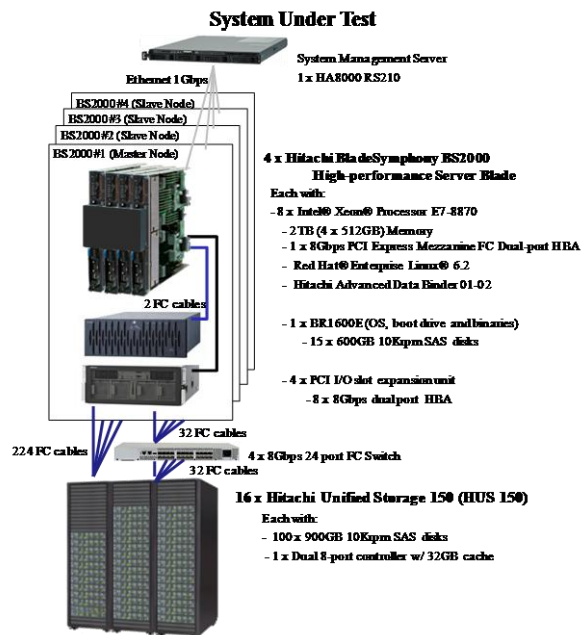 System Under Test
System Management Server
1 x HA8000 RS210
Ethernet 1 Gbps
BS2000#4 (Slave Node)
BS2000#3 (Slave Node)
BS2000#2 (Slave Node)
BS2000#1 (Master Node)
4 x Hitachi BladeSymphony BS2000
High-performance Server Blade
Each with:
- 8 x Intel® Xeon® Processor E7-8870
- 2TB (4 x 512GB) Memory
- 1 x 8Gbps PCI Express Mezzanine FC Dual-port HBA
- Red Hat® Enterprise Linux® 6.2
- Hitachi Advanced Data Binder 01-02
2 FC cables
- 1 x BR1600E (OS, boot drive and binaries)
- 15 x 600GB 10Krpm SAS disks
- 4 x PCI I/O slot expansion unit
- 8 x 8Gbps dual port HBA
32 FC cables
224 FC cables
4 x 8Gbps 24 port FC Switch
32 FC cables
16 x Hitachi Unified Storage 150 (HUS 150)
Each with:
- 100 x 900GB 10Krpm SAS disks
- 1 x Dual 8-port controller w/ 32GB cache